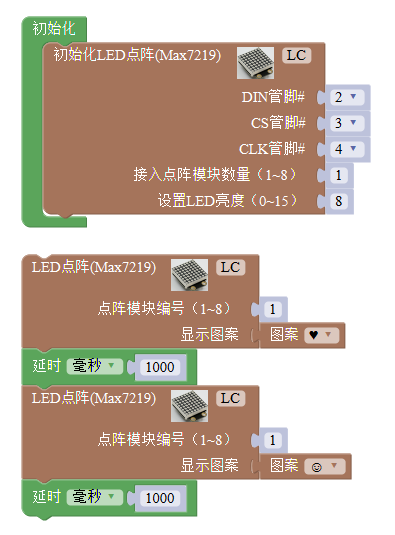 初始化
初始化LED点阵(Max7219) LC
DIN管脚# 2
CS管脚# 3
CLK管脚# 4
接入点阵模块数量（1~8） 1
设置LED亮度（0~15） 8
LED点阵(Max7219) LC
点阵模块编号（1~8） 1
显示图案 图案 ♥
延时 毫秒 1000
LED点阵(Max7219) LC
点阵模块编号（1~8） 1
显示图案 图案 ☺
延时 毫秒 1000